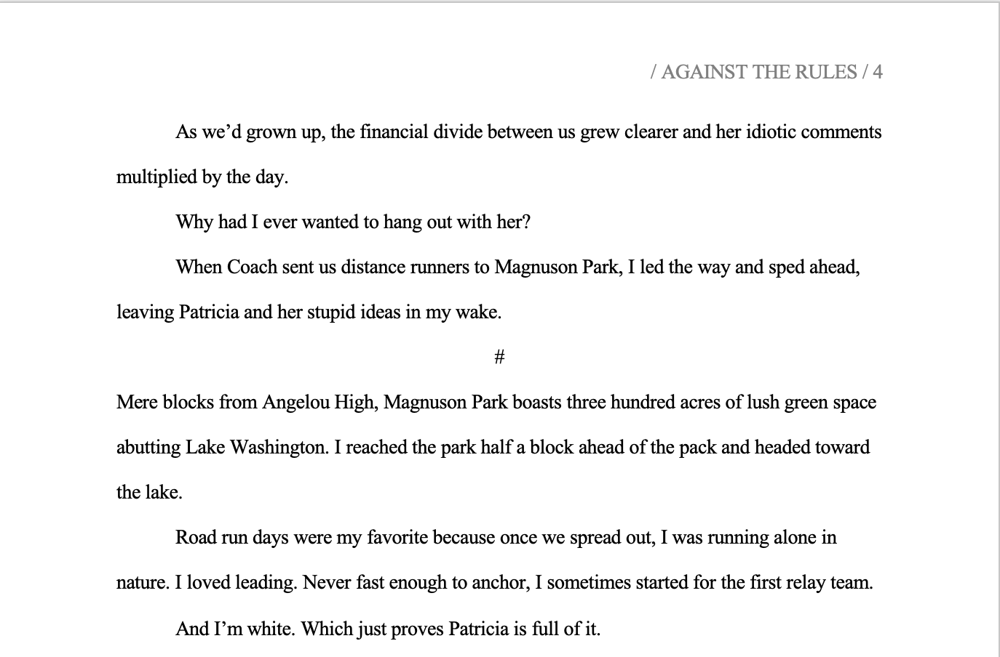 / AGAINST THE RULES / 4
As we’d grown up, the financial divide between us grew clearer and her idiotic comments
multiplied by the day.
Why had I ever wanted to hang out with her?
When Coach sent us distance runners to Magnuson Park, I led the way and sped ahead,
leaving Patricia and her stupid ideas in my wake.
#
Mere blocks from Angelou High, Magnuson Park boasts three hundred acres of lush green space
abutting Lake Washington. I reached the park half a block ahead of the pack and headed toward
the lake.
Road run days were my favorite because once we spread out, I was running alone in
nature. I loved leading. Never fast enough to anchor, I sometimes started for the first relay team.
And I’m white. Which just proves Patricia is full of it.